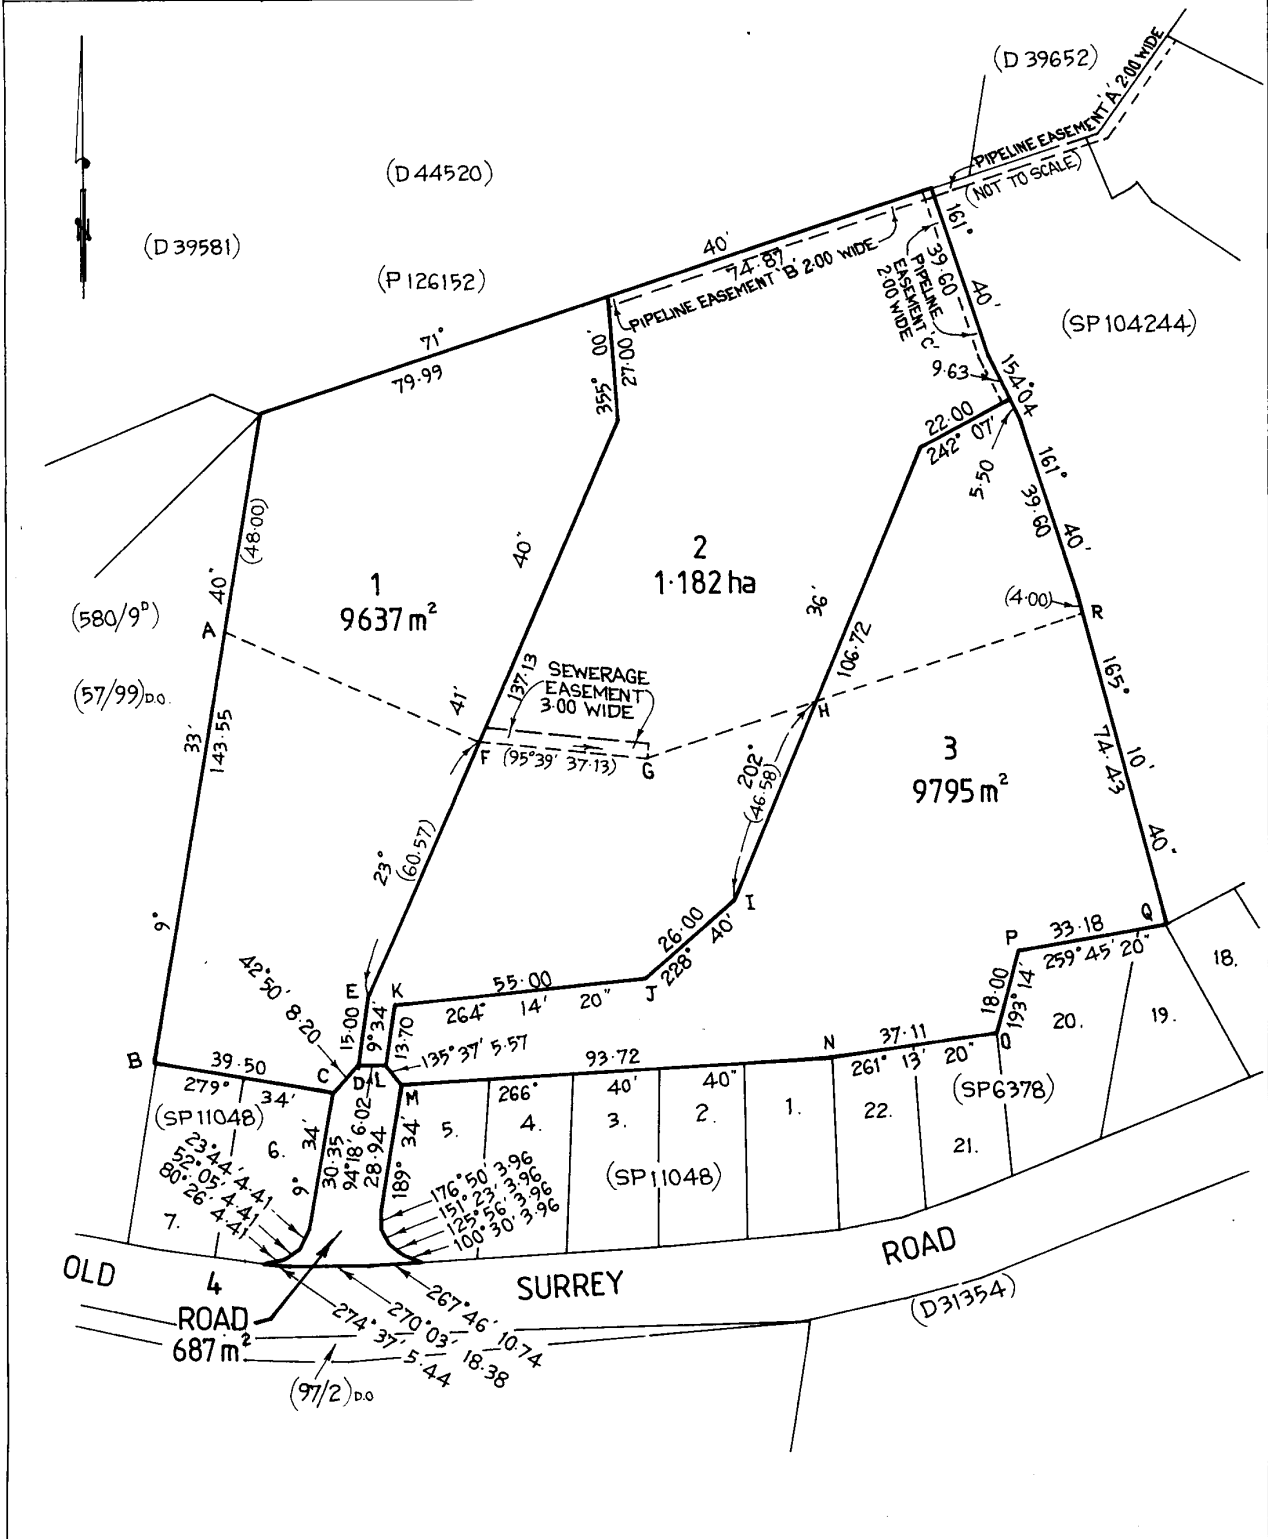 (D 39652)
PIPELINE EASEMENT 'A' 2·00 WIDE
(NOT TO SCALE)
(D 44520)
(D 39581)
(P 126152)
71° 40'
79·99
74·87
PIPELINE EASEMENT 'B' 2·00 WIDE
355° 00'
27·00
161° 40'
39·60
PIPELINE
EASEMENT 'C'
2·00 WIDE
(SP 104244)
9·63
154° 04'
22·00
242° 07'
5·50
161° 40'
39·60
(4·00)
R
(48·00)
9° 33' 40"
143·55
A
(580/9ᴰ)
(57/99) D.O.
1
9637 m²
2
1·182 ha
23° 41' 40"
137·13
(60·57)
SEWERAGE
EASEMENT
3·00 WIDE
F
(95°39' 37·13)
G
202° 36'
106·72
(46·58)
H
3
9795 m²
165° 10' 40"
74·43
I
26·00
228° 40'
J
55·00
264° 14' 20"
E
K
15·00
9°34'
13·70
42°50' 8·20
135°37' 5·57
B
39·50
279° 34'
C
D
L
M
93·72
266° 40' 40"
N
37·11
261° 13' 20"
O
18·00
193° 14'
P
33·18
259° 45' 20"
Q
18.
19.
20.
21.
22.
(SP6378)
1.
2.
3.
4.
5.
(SP11048)
(SP11048)
6.
7.
9° 34'
30·35
94°18' 6·02
28·94
189° 34'
23°44' 4·41
52°05' 4·41
80°26' 4·41
176°50' 3·96
151°23' 3·96
125°56' 3·96
100°30' 3·96
OLD SURREY ROAD
4
ROAD
687 m²
267°46' 10·74
270°03' 18·38
274°37' 5·44
(97/2) D.O
(D31354)